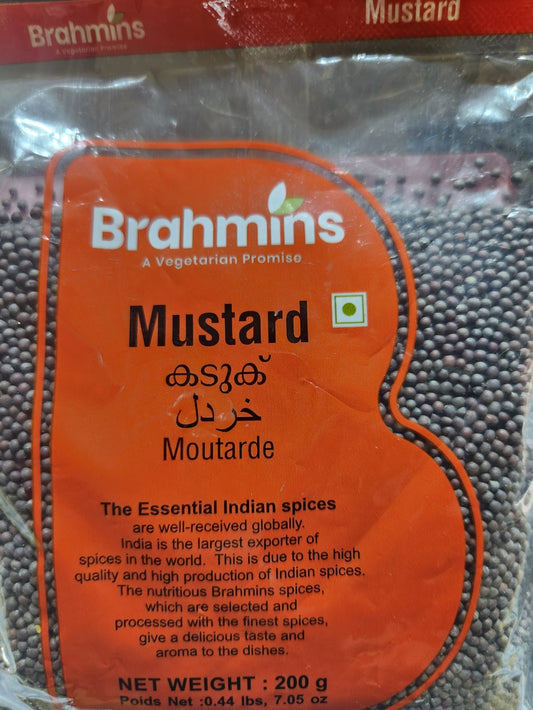 Brahmins
A Vegetarian Promise
Mustard
Brahmins
A Vegetarian Promise
Mustard
കടുക്
خردل
Moutarde
The Essential Indian spices
are well-received globally.
India is the largest exporter of
spices in the world. This is due to the high
quality and high production of Indian spices.
The nutritious Brahmins spices,
which are selected and
processed with the finest spices,
give a delicious taste and
aroma to the dishes.
NET WEIGHT : 200 g
Poids Net :0.44 lbs, 7.05 oz